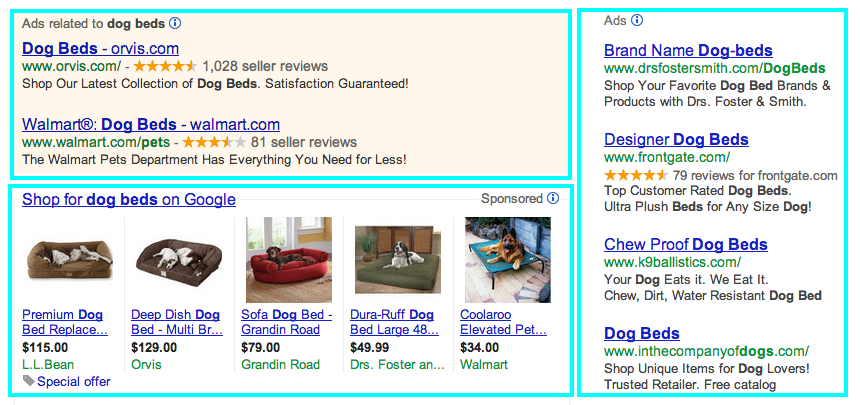 Ads related to dog beds
Dog Beds - orvis.com
www.orvis.com/ - 1,028 seller reviews
Shop Our Latest Collection of Dog Beds. Satisfaction Guaranteed!
Walmart®: Dog Beds - walmart.com
www.walmart.com/pets - 81 seller reviews
The Walmart Pets Department Has Everything You Need for Less!
Shop for dog beds on Google Sponsored
Premium Dog
Bed Replace...
$115.00
L.L.Bean
Special offer
Deep Dish Dog
Bed - Multi Br...
$129.00
Orvis
Sofa Dog Bed -
Grandin Road
$79.00
Grandin Road
Dura-Ruff Dog
Bed Large 48...
$49.99
Drs. Foster an...
Coolaroo
Elevated Pet...
$34.00
Walmart
Ads
Brand Name Dog-beds
www.drsfostersmith.com/DogBeds
Shop Your Favorite Dog Bed Brands &
Products with Drs. Foster & Smith.
Designer Dog Beds
www.frontgate.com/
79 reviews for frontgate.com
Top Customer Rated Dog Beds.
Ultra Plush Beds for Any Size Dog!
Chew Proof Dog Beds
www.k9ballistics.com/
Your Dog Eats it. We Eat It.
Chew, Dirt, Water Resistant Dog Bed
Dog Beds
www.inthecompanyofdogs.com/
Shop Unique Items for Dog Lovers!
Trusted Retailer. Free catalog